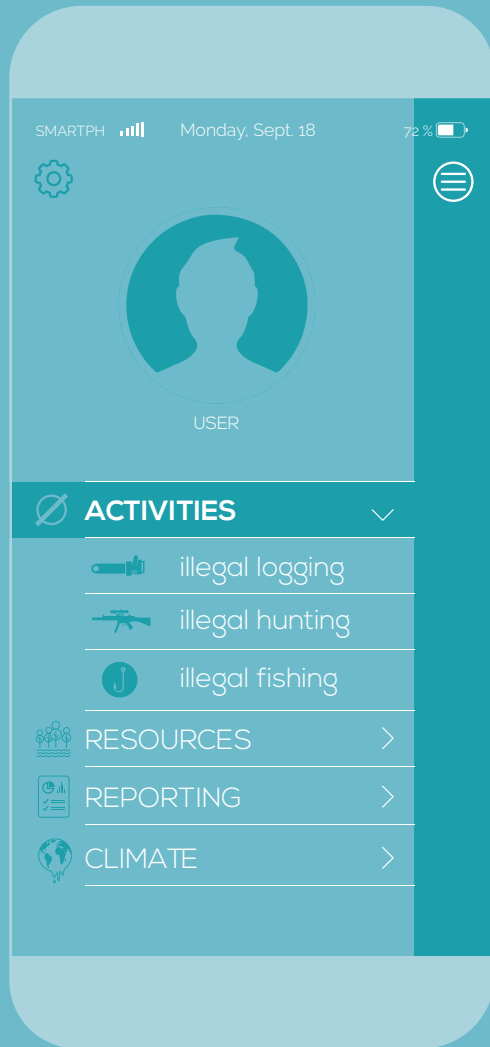 SMARTPH Monday, Sept. 18 72 %
USER
ACTIVITIES
illegal logging
illegal hunting
illegal fishing
RESOURCES
REPORTING
CLIMATE